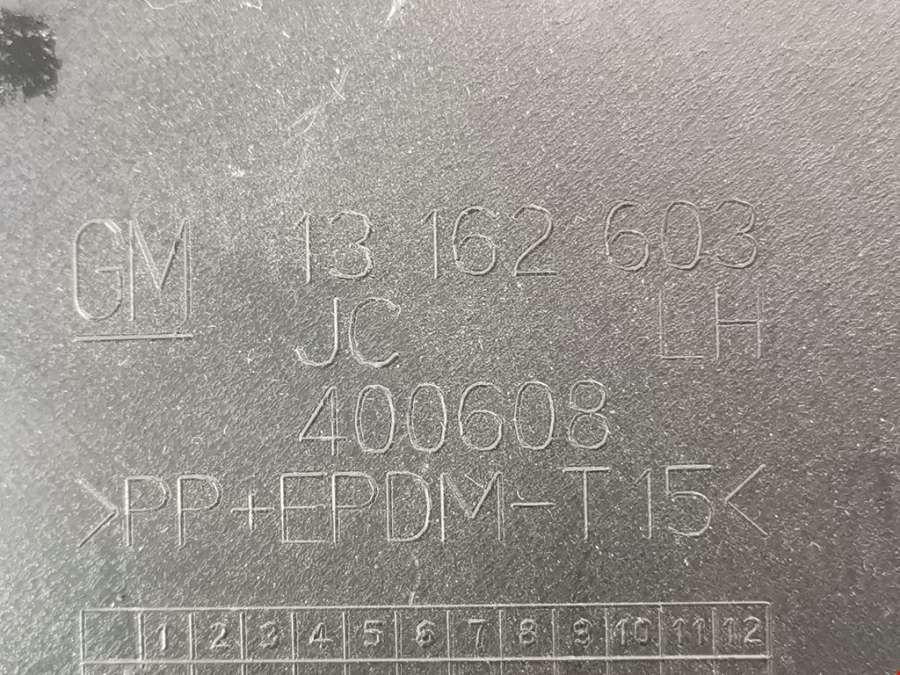 GM 13 162 603
JC LH
400608
>PP+EPDM-T15<
1 2 3 4 5 6 7 8 9 10 11 12